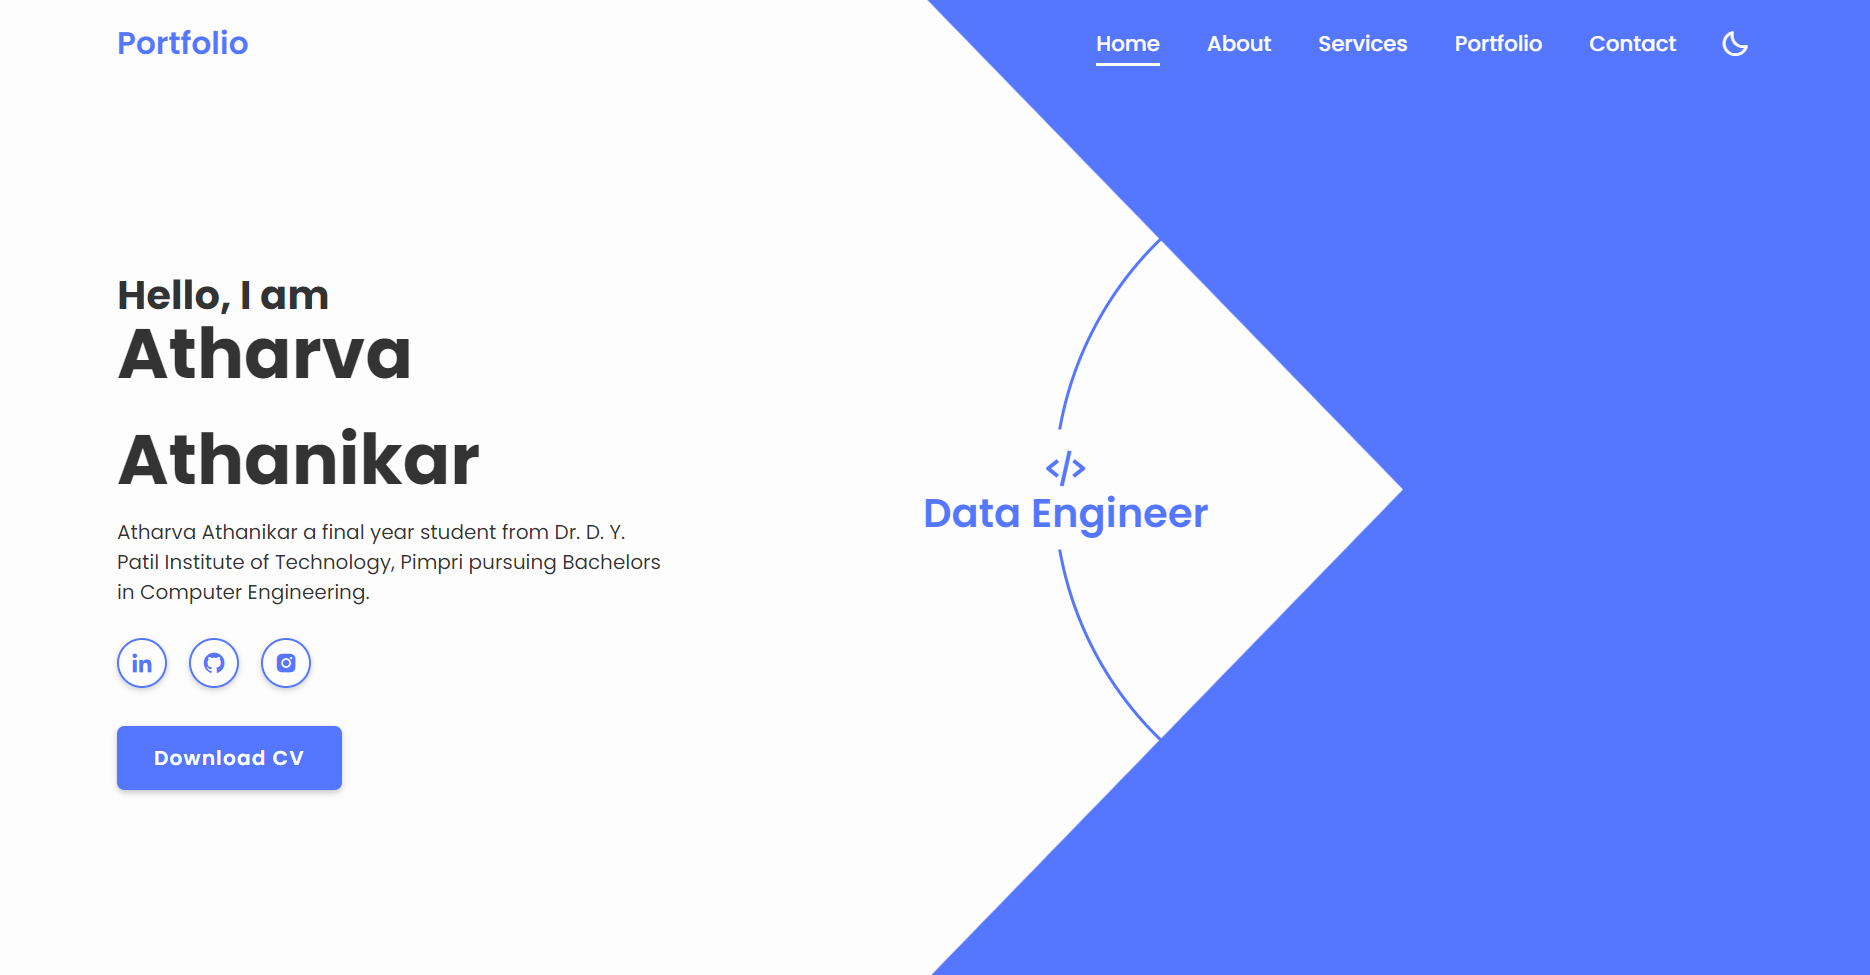 Portfolio
Home About Services Portfolio Contact
Hello, I am
Atharva
Athanikar
Atharva Athanikar a final year student from Dr. D. Y.
Patil Institute of Technology, Pimpri pursuing Bachelors
in Computer Engineering.
Download CV
</>
Data Engineer